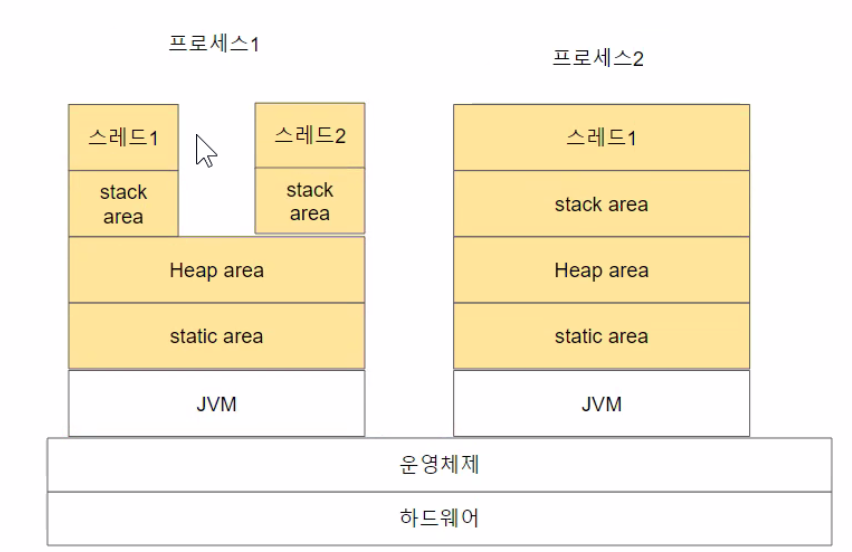 프로세스1
프로세스2
스레드1
스레드2
스레드1
stack
area
stack
area
stack area
Heap area
Heap area
static area
static area
JVM
JVM
운영체제
하드웨어